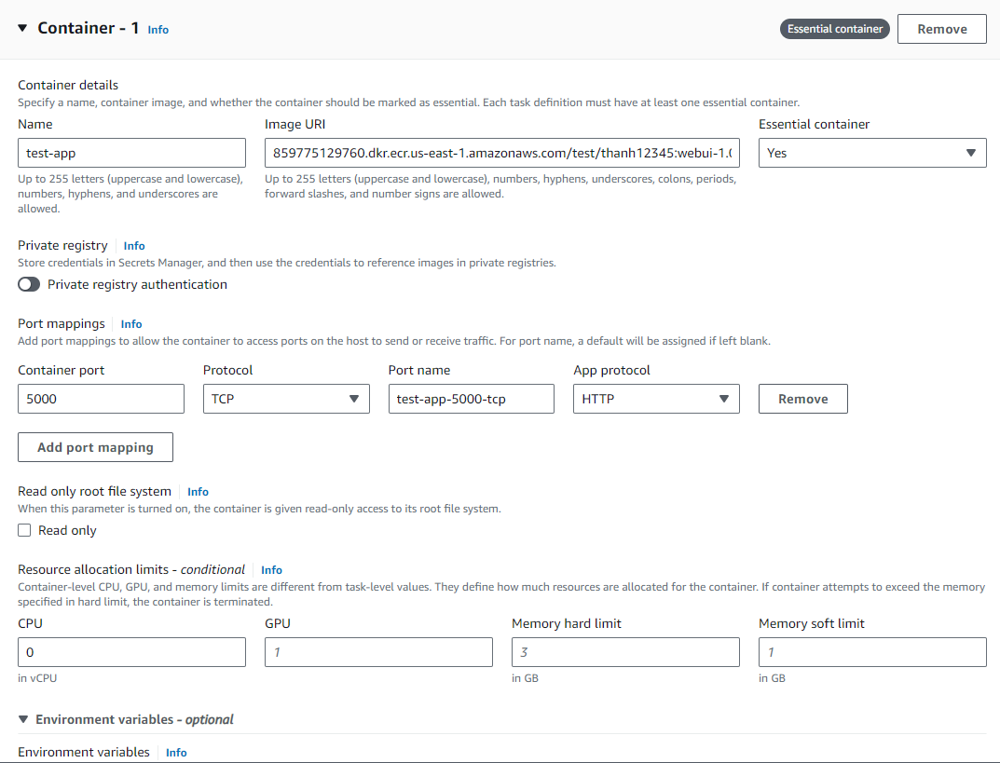 Container - 1 Info
Essential container
Remove
Container details
Specify a name, container image, and whether the container should be marked as essential. Each task definition must have at least one essential container.
Name
Image URI
Essential container
test-app
859775129760.dkr.ecr.us-east-1.amazonaws.com/test/thanh12345:webui-1.0
Yes
Up to 255 letters (uppercase and lowercase),
numbers, hyphens, and underscores are
allowed.
Up to 255 letters (uppercase and lowercase), numbers, hyphens, underscores, colons, periods,
forward slashes, and number signs are allowed.
Private registry Info
Store credentials in Secrets Manager, and then use the credentials to reference images in private registries.
Private registry authentication
Port mappings Info
Add port mappings to allow the container to access ports on the host to send or receive traffic. For port name, a default will be assigned if left blank.
Container port
Protocol
Port name
App protocol
5000
TCP
test-app-5000-tcp
HTTP
Remove
Add port mapping
Read only root file system Info
When this parameter is turned on, the container is given read-only access to its root file system.
Read only
Resource allocation limits - conditional Info
Container-level CPU, GPU, and memory limits are different from task-level values. They define how much resources are allocated for the container. If container attempts to exceed the memory
specified in hard limit, the container is terminated.
CPU
GPU
Memory hard limit
Memory soft limit
0
1
3
1
in vCPU
in GB
in GB
Environment variables - optional
Environment variables Info